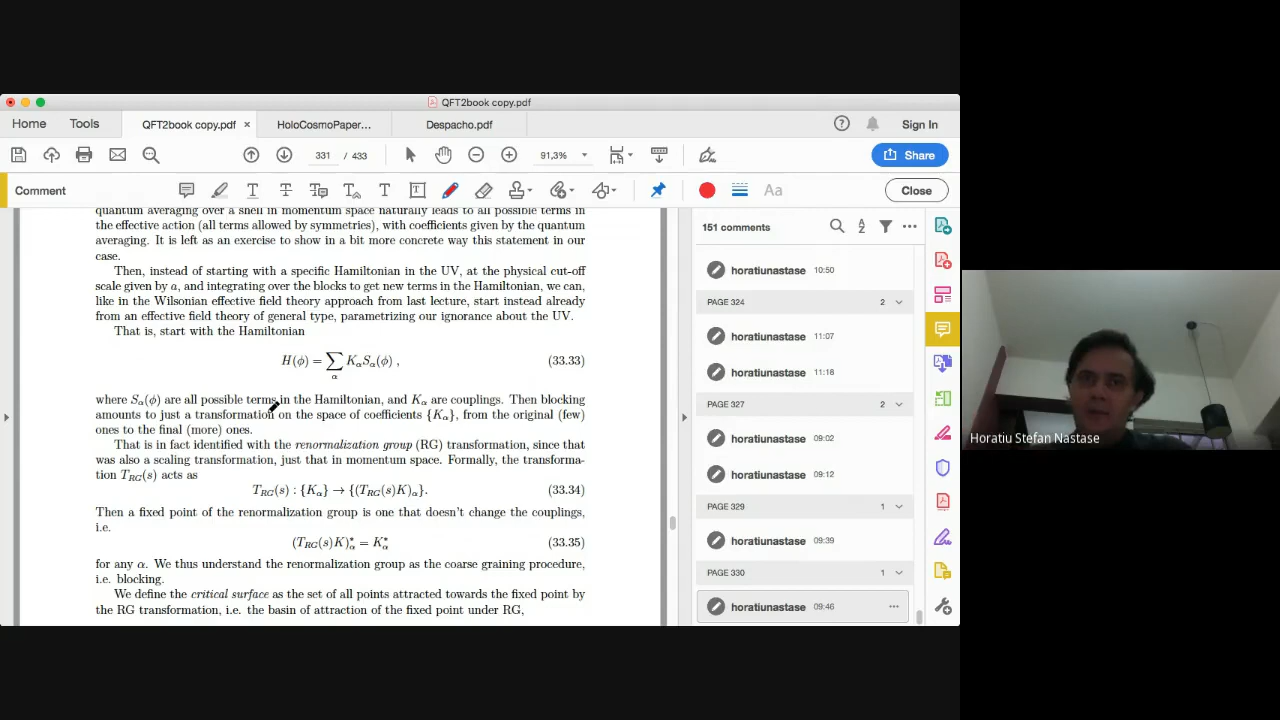 QFT2book copy.pdf
Home Tools QFT2book copy.pdf × HoloCosmoPaper... Despacho.pdf Sign In
331 / 433 91,3% Share
Comment Aa Close
quantum averaging over a shell in momentum space naturally leads to all possible terms in
the effective action (all terms allowed by symmetries), with coefficients given by the quantum
averaging. It is left as an exercise to show in a bit more concrete way this statement in our
case.
Then, instead of starting with a specific Hamiltonian in the UV, at the physical cut-off
scale given by a, and integrating over the blocks to get new terms in the Hamiltonian, we can,
like in the Wilsonian effective field theory approach from last lecture, start instead already
from an effective field theory of general type, parametrizing our ignorance about the UV.
That is, start with the Hamiltonian
H(ϕ) = ∑_α K_α S_α(ϕ) , (33.33)
where S_α(ϕ) are all possible terms in the Hamiltonian, and K_α are couplings. Then blocking
amounts to just a transformation on the space of coefficients {K_α}, from the original (few)
ones to the final (more) ones.
That is in fact identified with the renormalization group (RG) transformation, since that
was also a scaling transformation, just that in momentum space. Formally, the transforma-
tion T_RG(s) acts as
T_RG(s) : {K_α} → {(T_RG(s)K)_α}. (33.34)
Then a fixed point of the renormalization group is one that doesn't change the couplings,
i.e.
(T_RG(s)K)*_α = K*_α (33.35)
for any α. We thus understand the renormalization group as the coarse graining procedure,
i.e. blocking.
We define the critical surface as the set of all points attracted towards the fixed point by
the RG transformation, i.e. the basin of attraction of the fixed point under RG,
151 comments
horatiunastase 10:50
PAGE 324 2
horatiunastase 11:07
horatiunastase 11:18
PAGE 327 2
horatiunastase 09:02
horatiunastase 09:12
PAGE 329 1
horatiunastase 09:39
PAGE 330 1
horatiunastase 09:46
Horatiu Stefan Nastase